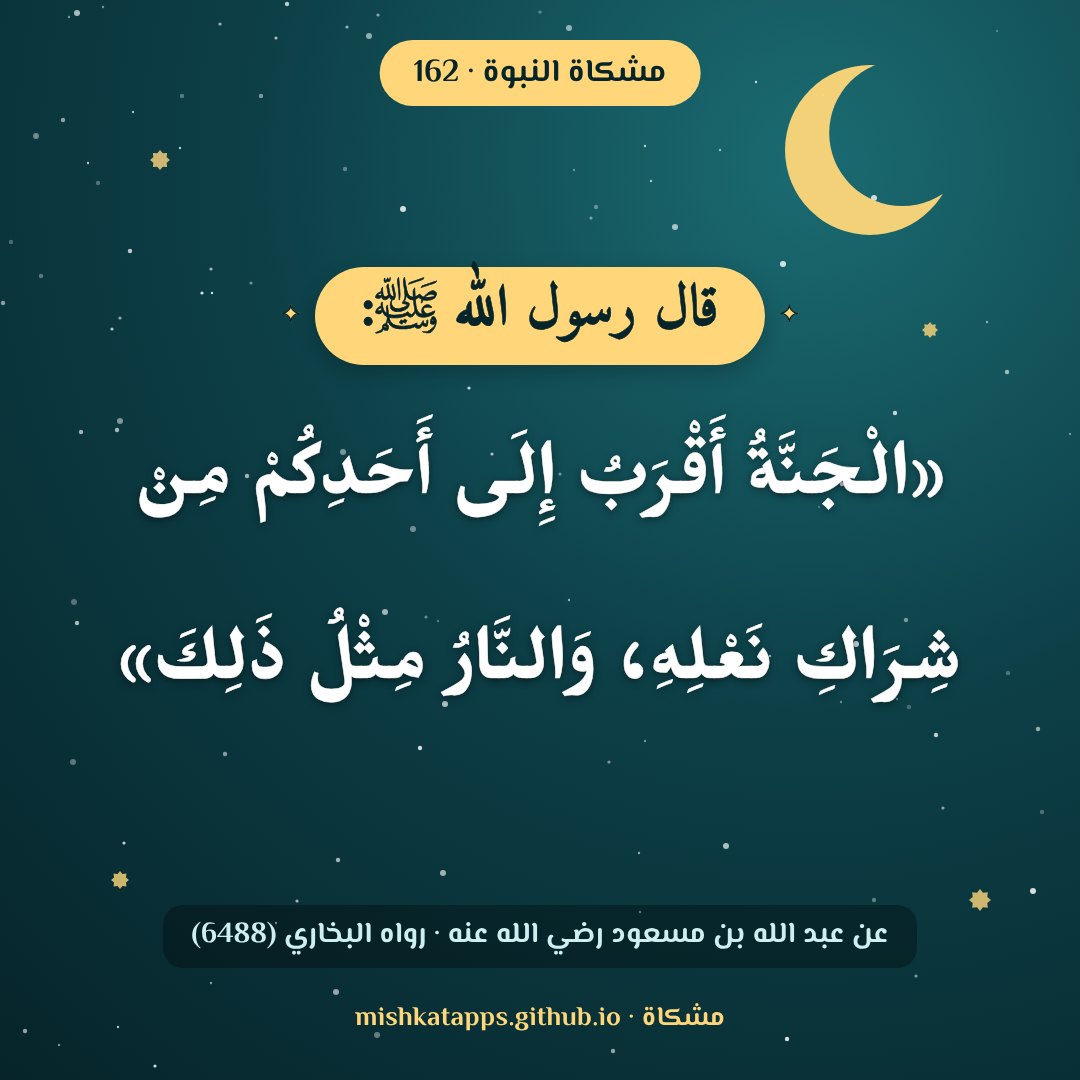 مشكاة النبوة · 162
قال رسول الله ﷺ:
«الْجَنَّةُ أَقْرَبُ إِلَى أَحَدِكُمْ مِنْ
شِرَاكِ نَعْلِهِ، وَالنَّارُ مِثْلُ ذَلِكَ»
عن عبد الله بن مسعود رضي الله عنه · رواه البخاري (6488)
مشكاة · mishkatapps.github.io